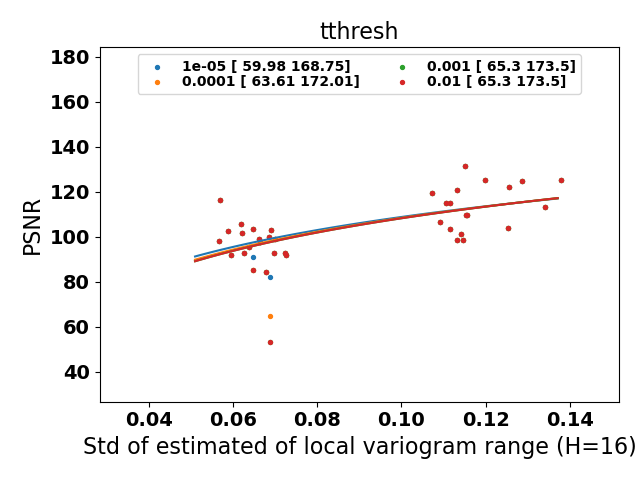 tthresh
1e-05 [ 59.98 168.75]
0.0001 [ 63.61 172.01]
0.001 [ 65.3 173.5]
0.01 [ 65.3 173.5]
PSNR
180
160
140
120
100
80
60
40
0.04 0.06 0.08 0.10 0.12 0.14
Std of estimated of local variogram range (H=16)